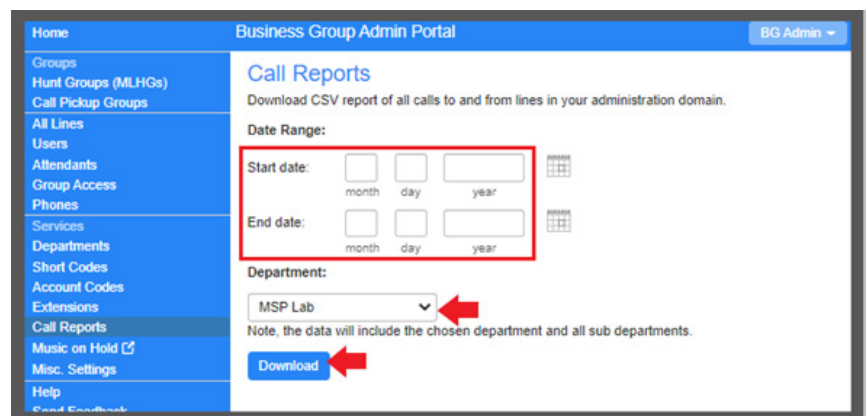 Home
Business Group Admin Portal
BG Admin
Groups
Hunt Groups (MLHGs)
Call Pickup Groups
All Lines
Users
Attendants
Group Access
Phones
Services
Departments
Short Codes
Account Codes
Extensions
Call Reports
Music on Hold
Misc. Settings
Help
Send Feedback
Call Reports
Download CSV report of all calls to and from lines in your administration domain.
Date Range:
Start date:
month day year
End date:
month day year
Department:
MSP Lab
Note, the data will include the chosen department and all sub departments.
Download